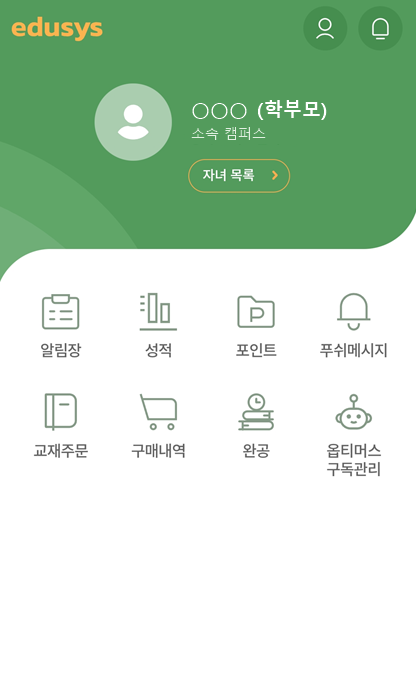 edusys
○○○ (학부모)
소속 캠퍼스
자녀 목록
알림장
성적
포인트
푸쉬메시지
교재주문
구매내역
완공
옵티머스
구독관리